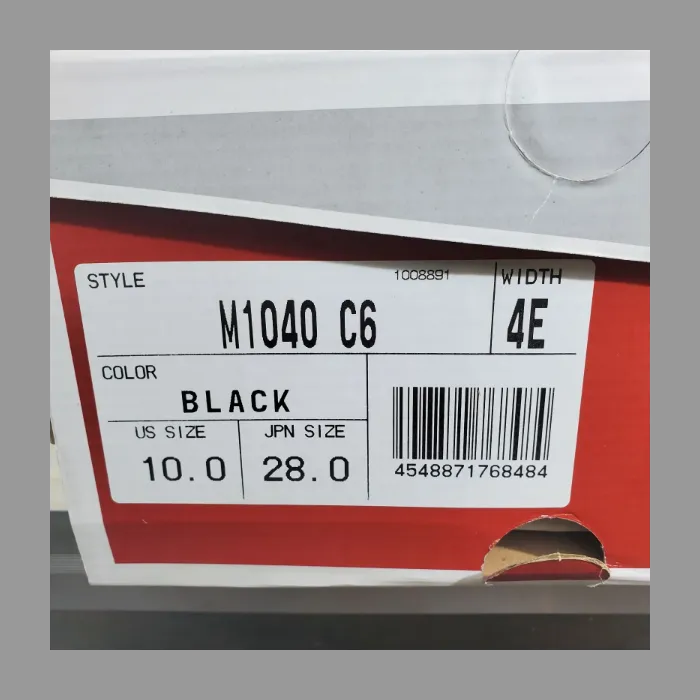 STYLE 1008891 WIDTH
M1040 C6 4E
COLOR
BLACK
US SIZE JPN SIZE
10.0 28.0
4548871768484